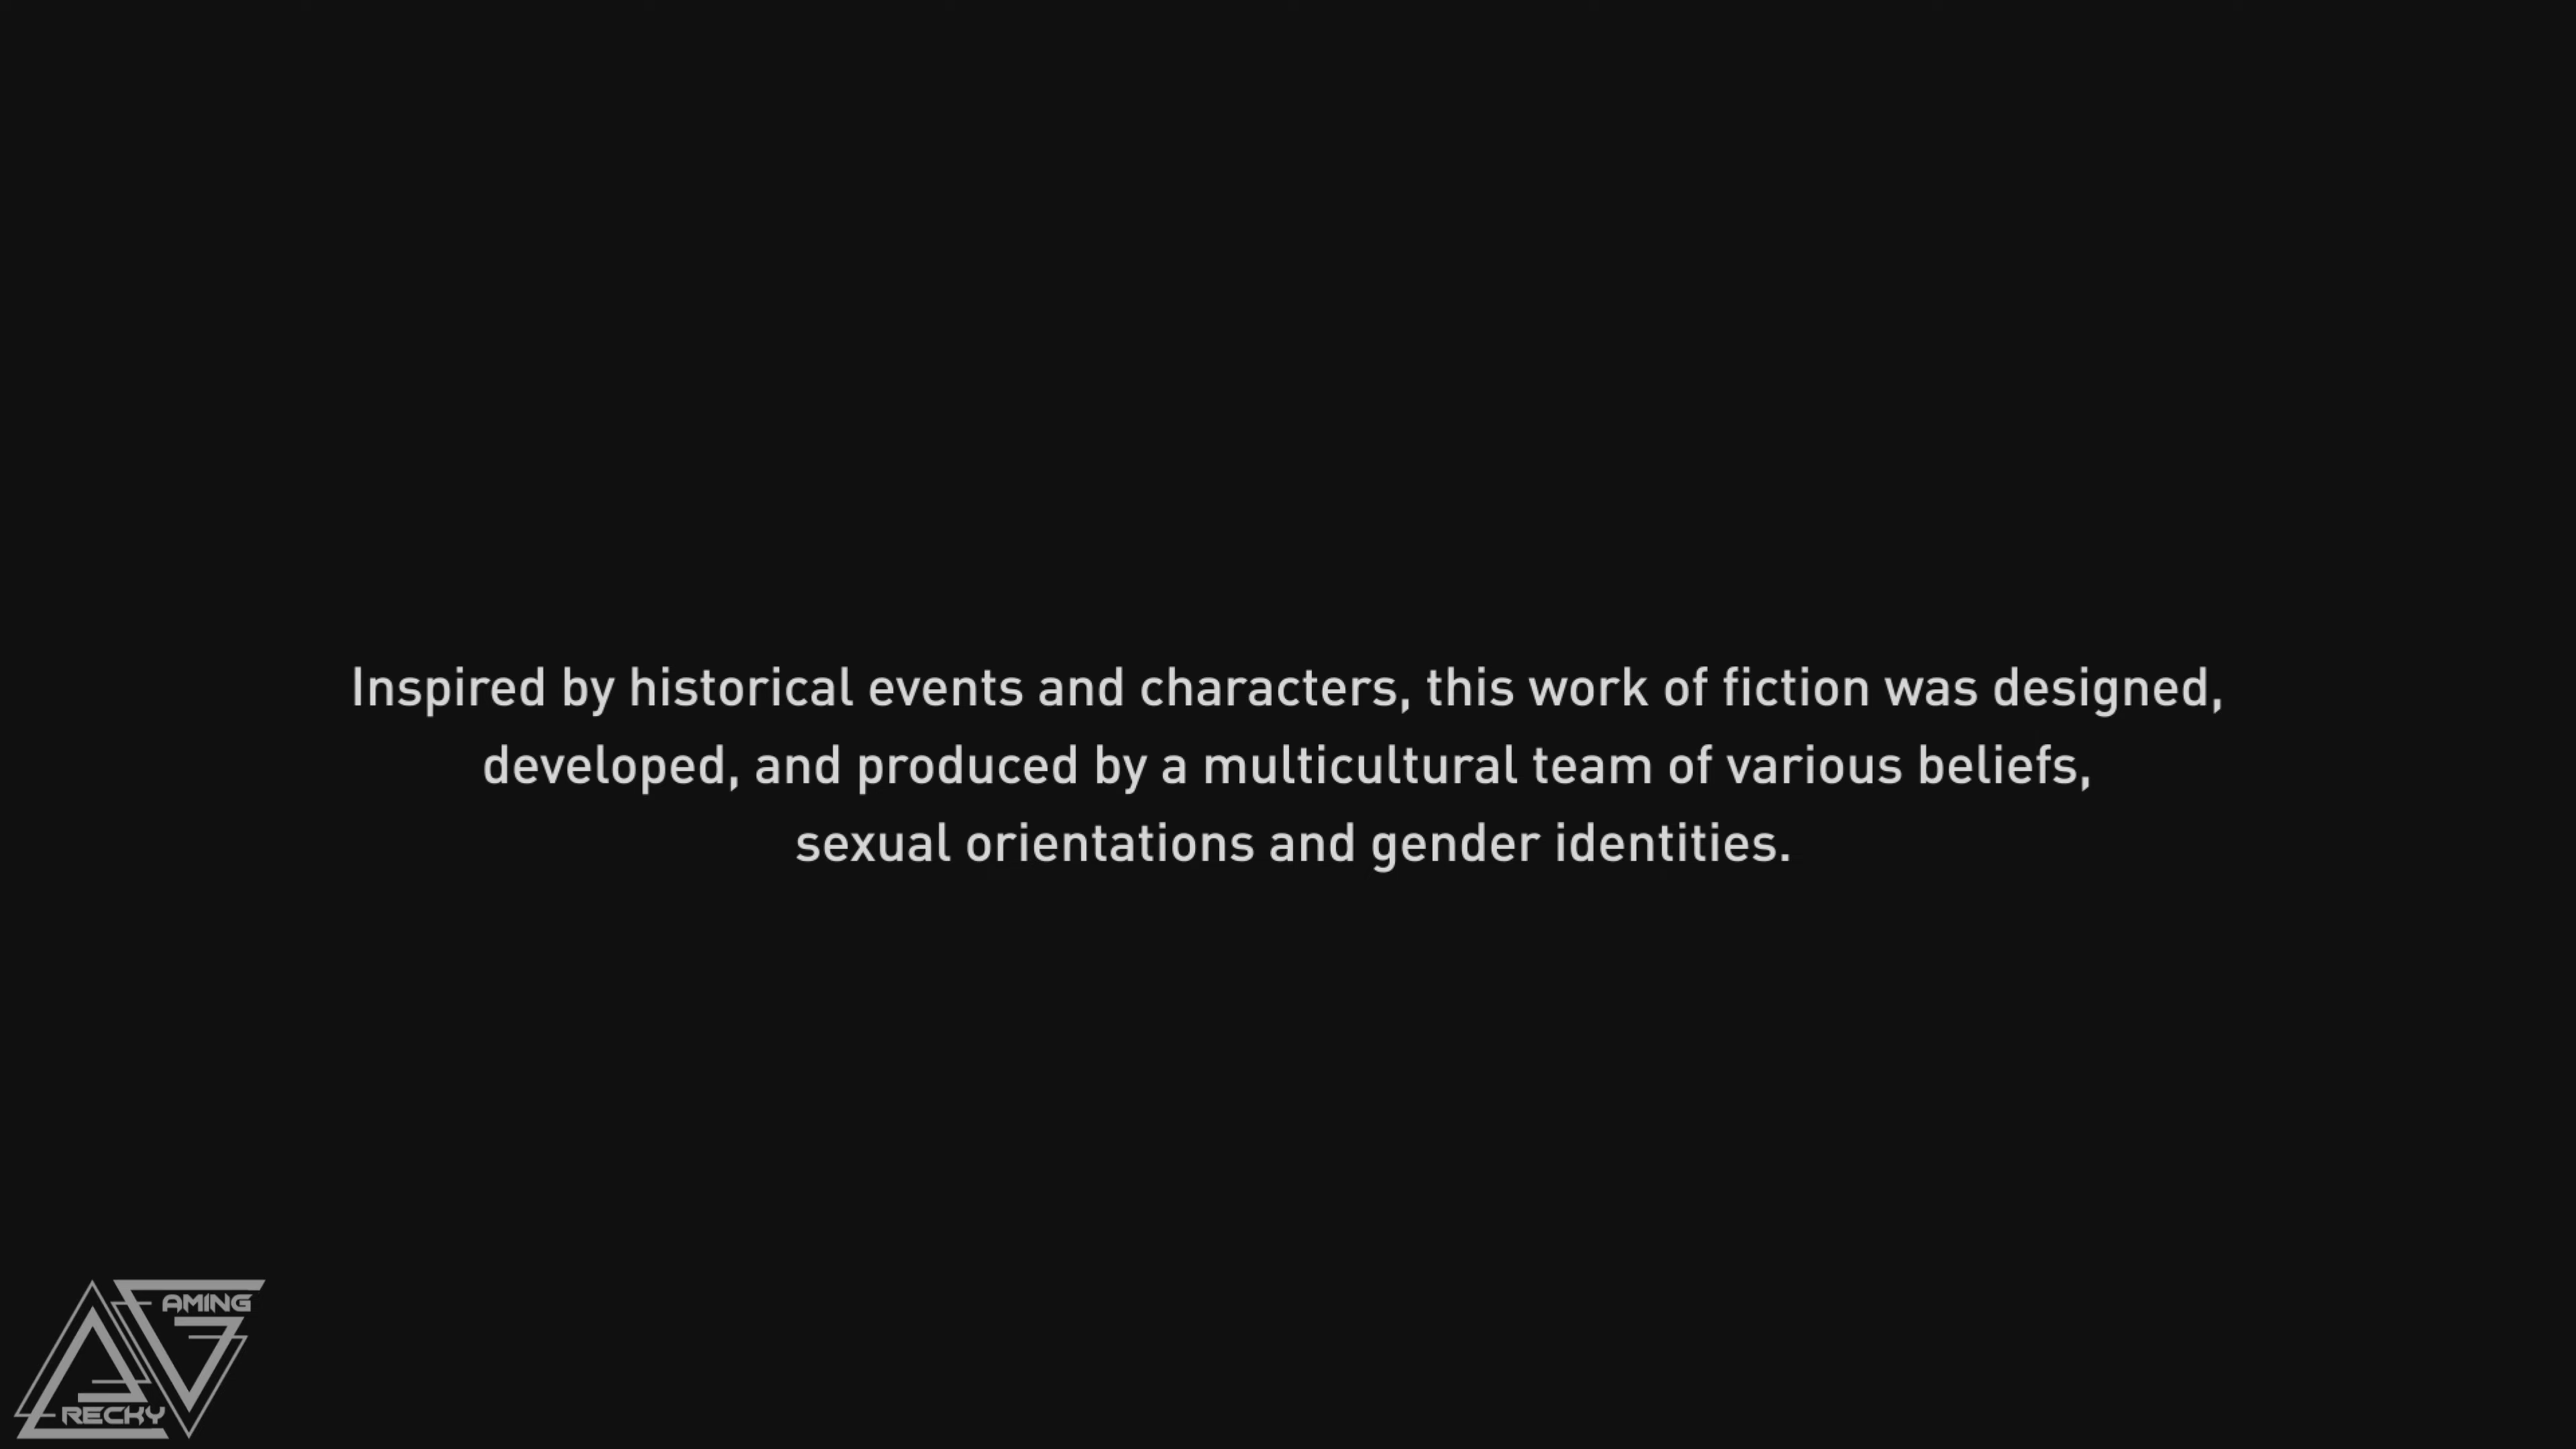 Inspired by historical events and characters, this work of fiction was designed,
developed, and produced by a multicultural team of various beliefs,
sexual orientations and gender identities.
AMING
RECKY